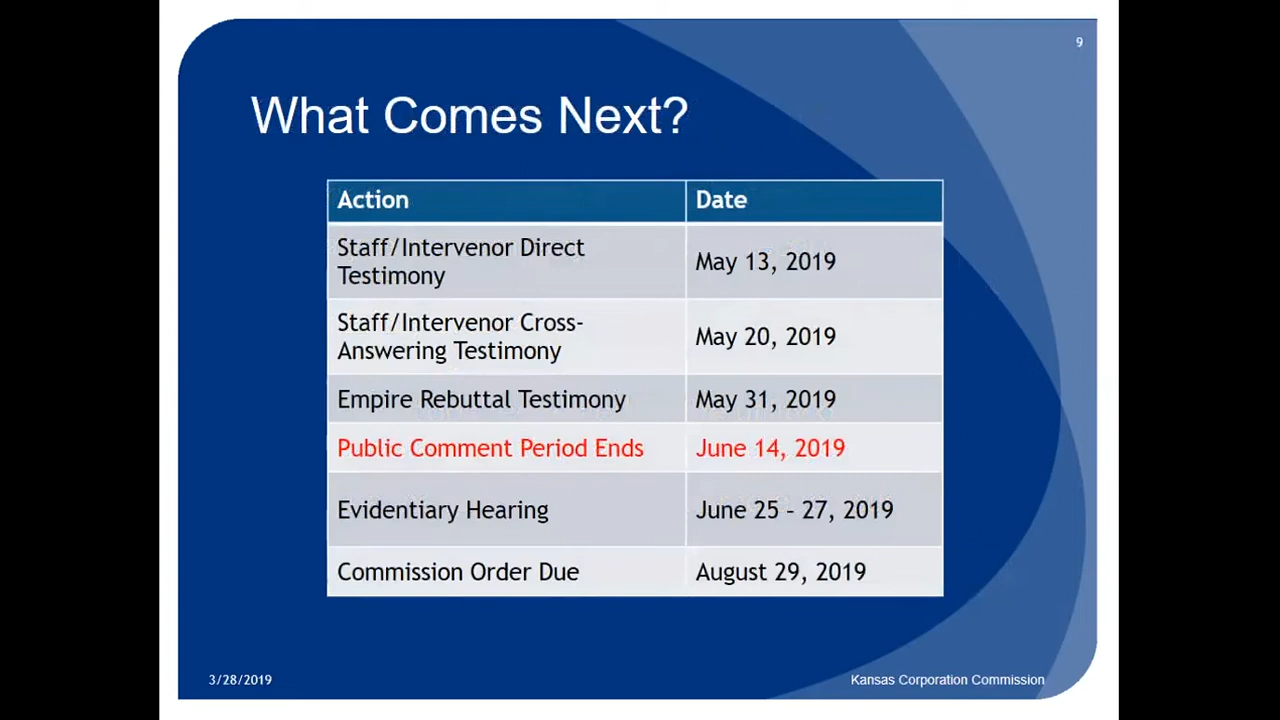 9
What Comes Next?
Action
Date
Staff/Intervenor Direct
Testimony
May 13, 2019
Staff/Intervenor Cross-
Answering Testimony
May 20, 2019
Empire Rebuttal Testimony
May 31, 2019
Public Comment Period Ends
June 14, 2019
Evidentiary Hearing
June 25 – 27, 2019
Commission Order Due
August 29, 2019
3/28/2019
Kansas Corporation Commission